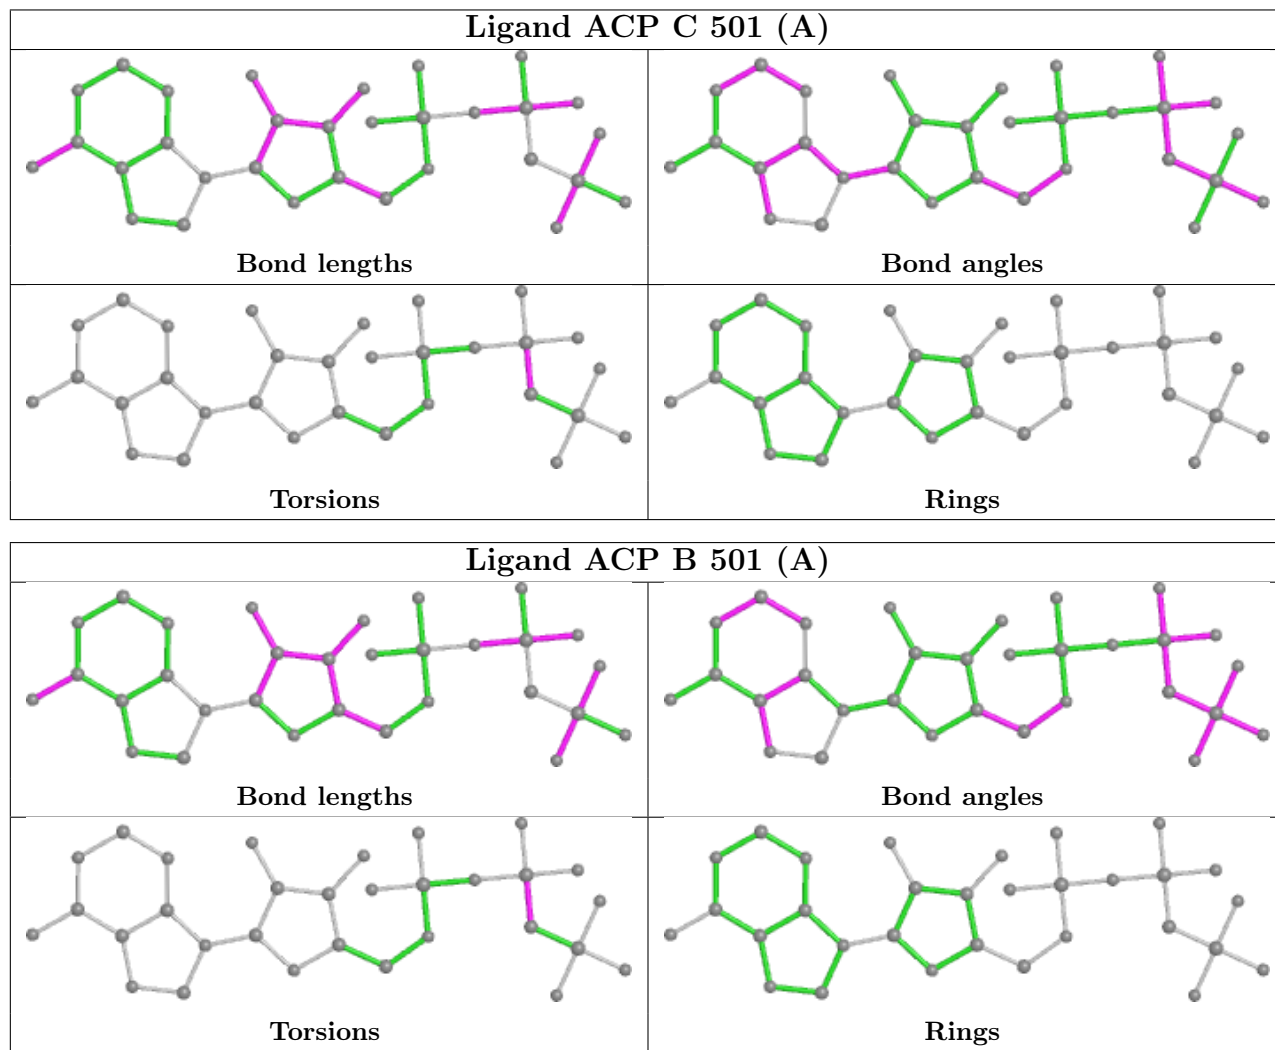 Ligand ACP C 501 (A)
Bond lengths
Bond angles
Torsions
Rings
Ligand ACP B 501 (A)
Bond lengths
Bond angles
Torsions
Rings